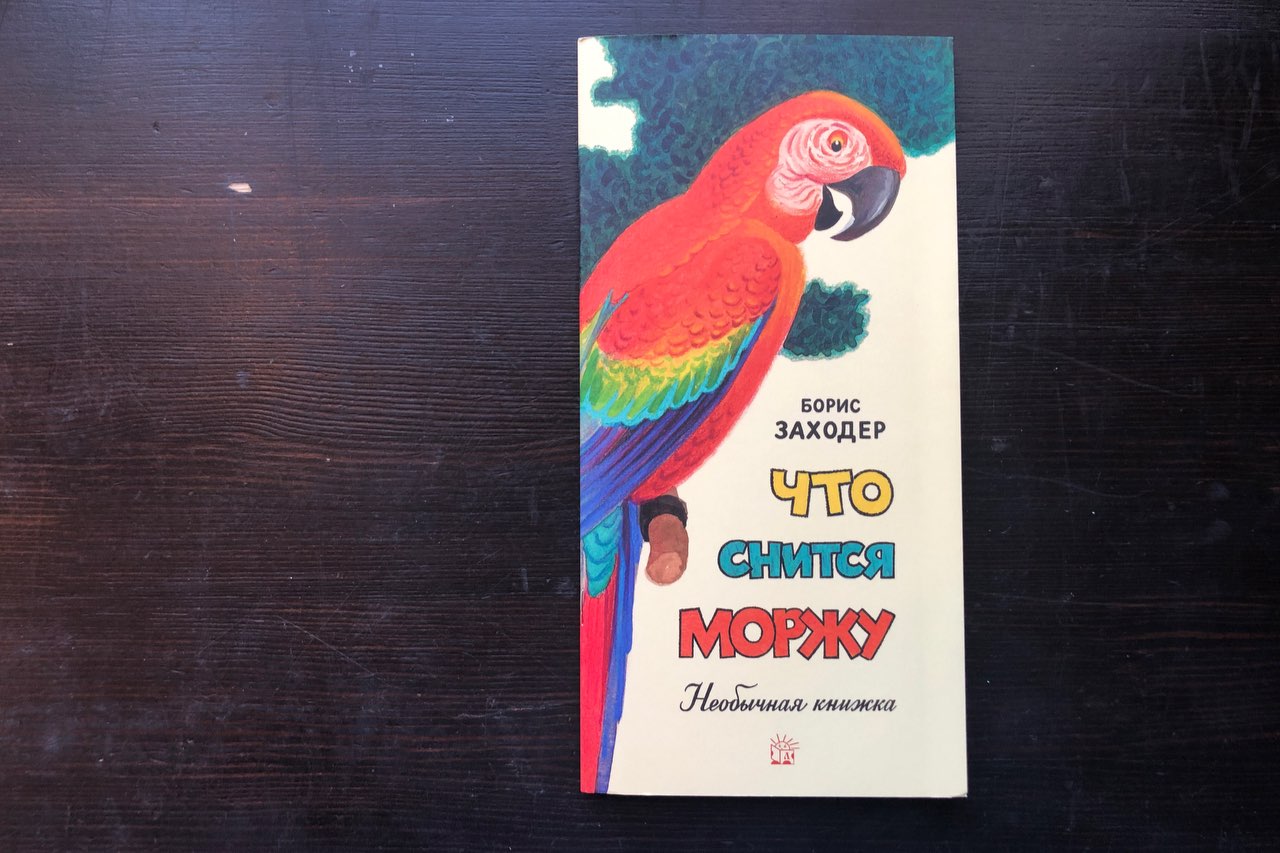 БОРИС
ЗАХОДЕР
ЧТО
СНИТСЯ
МОРЖУ
Необычная книжка